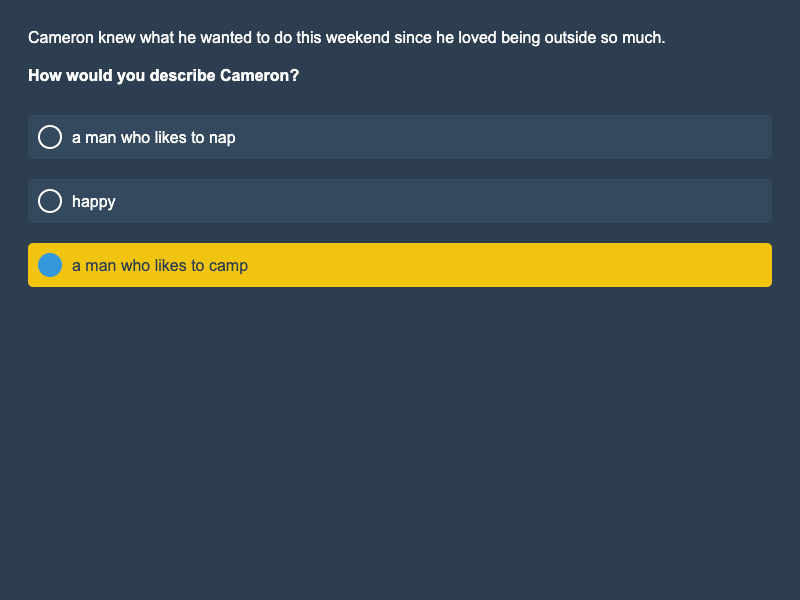 Cameron knew what he wanted to do this weekend since he loved being outside so much.
How would you describe Cameron?
a man who likes to nap
happy
a man who likes to camp